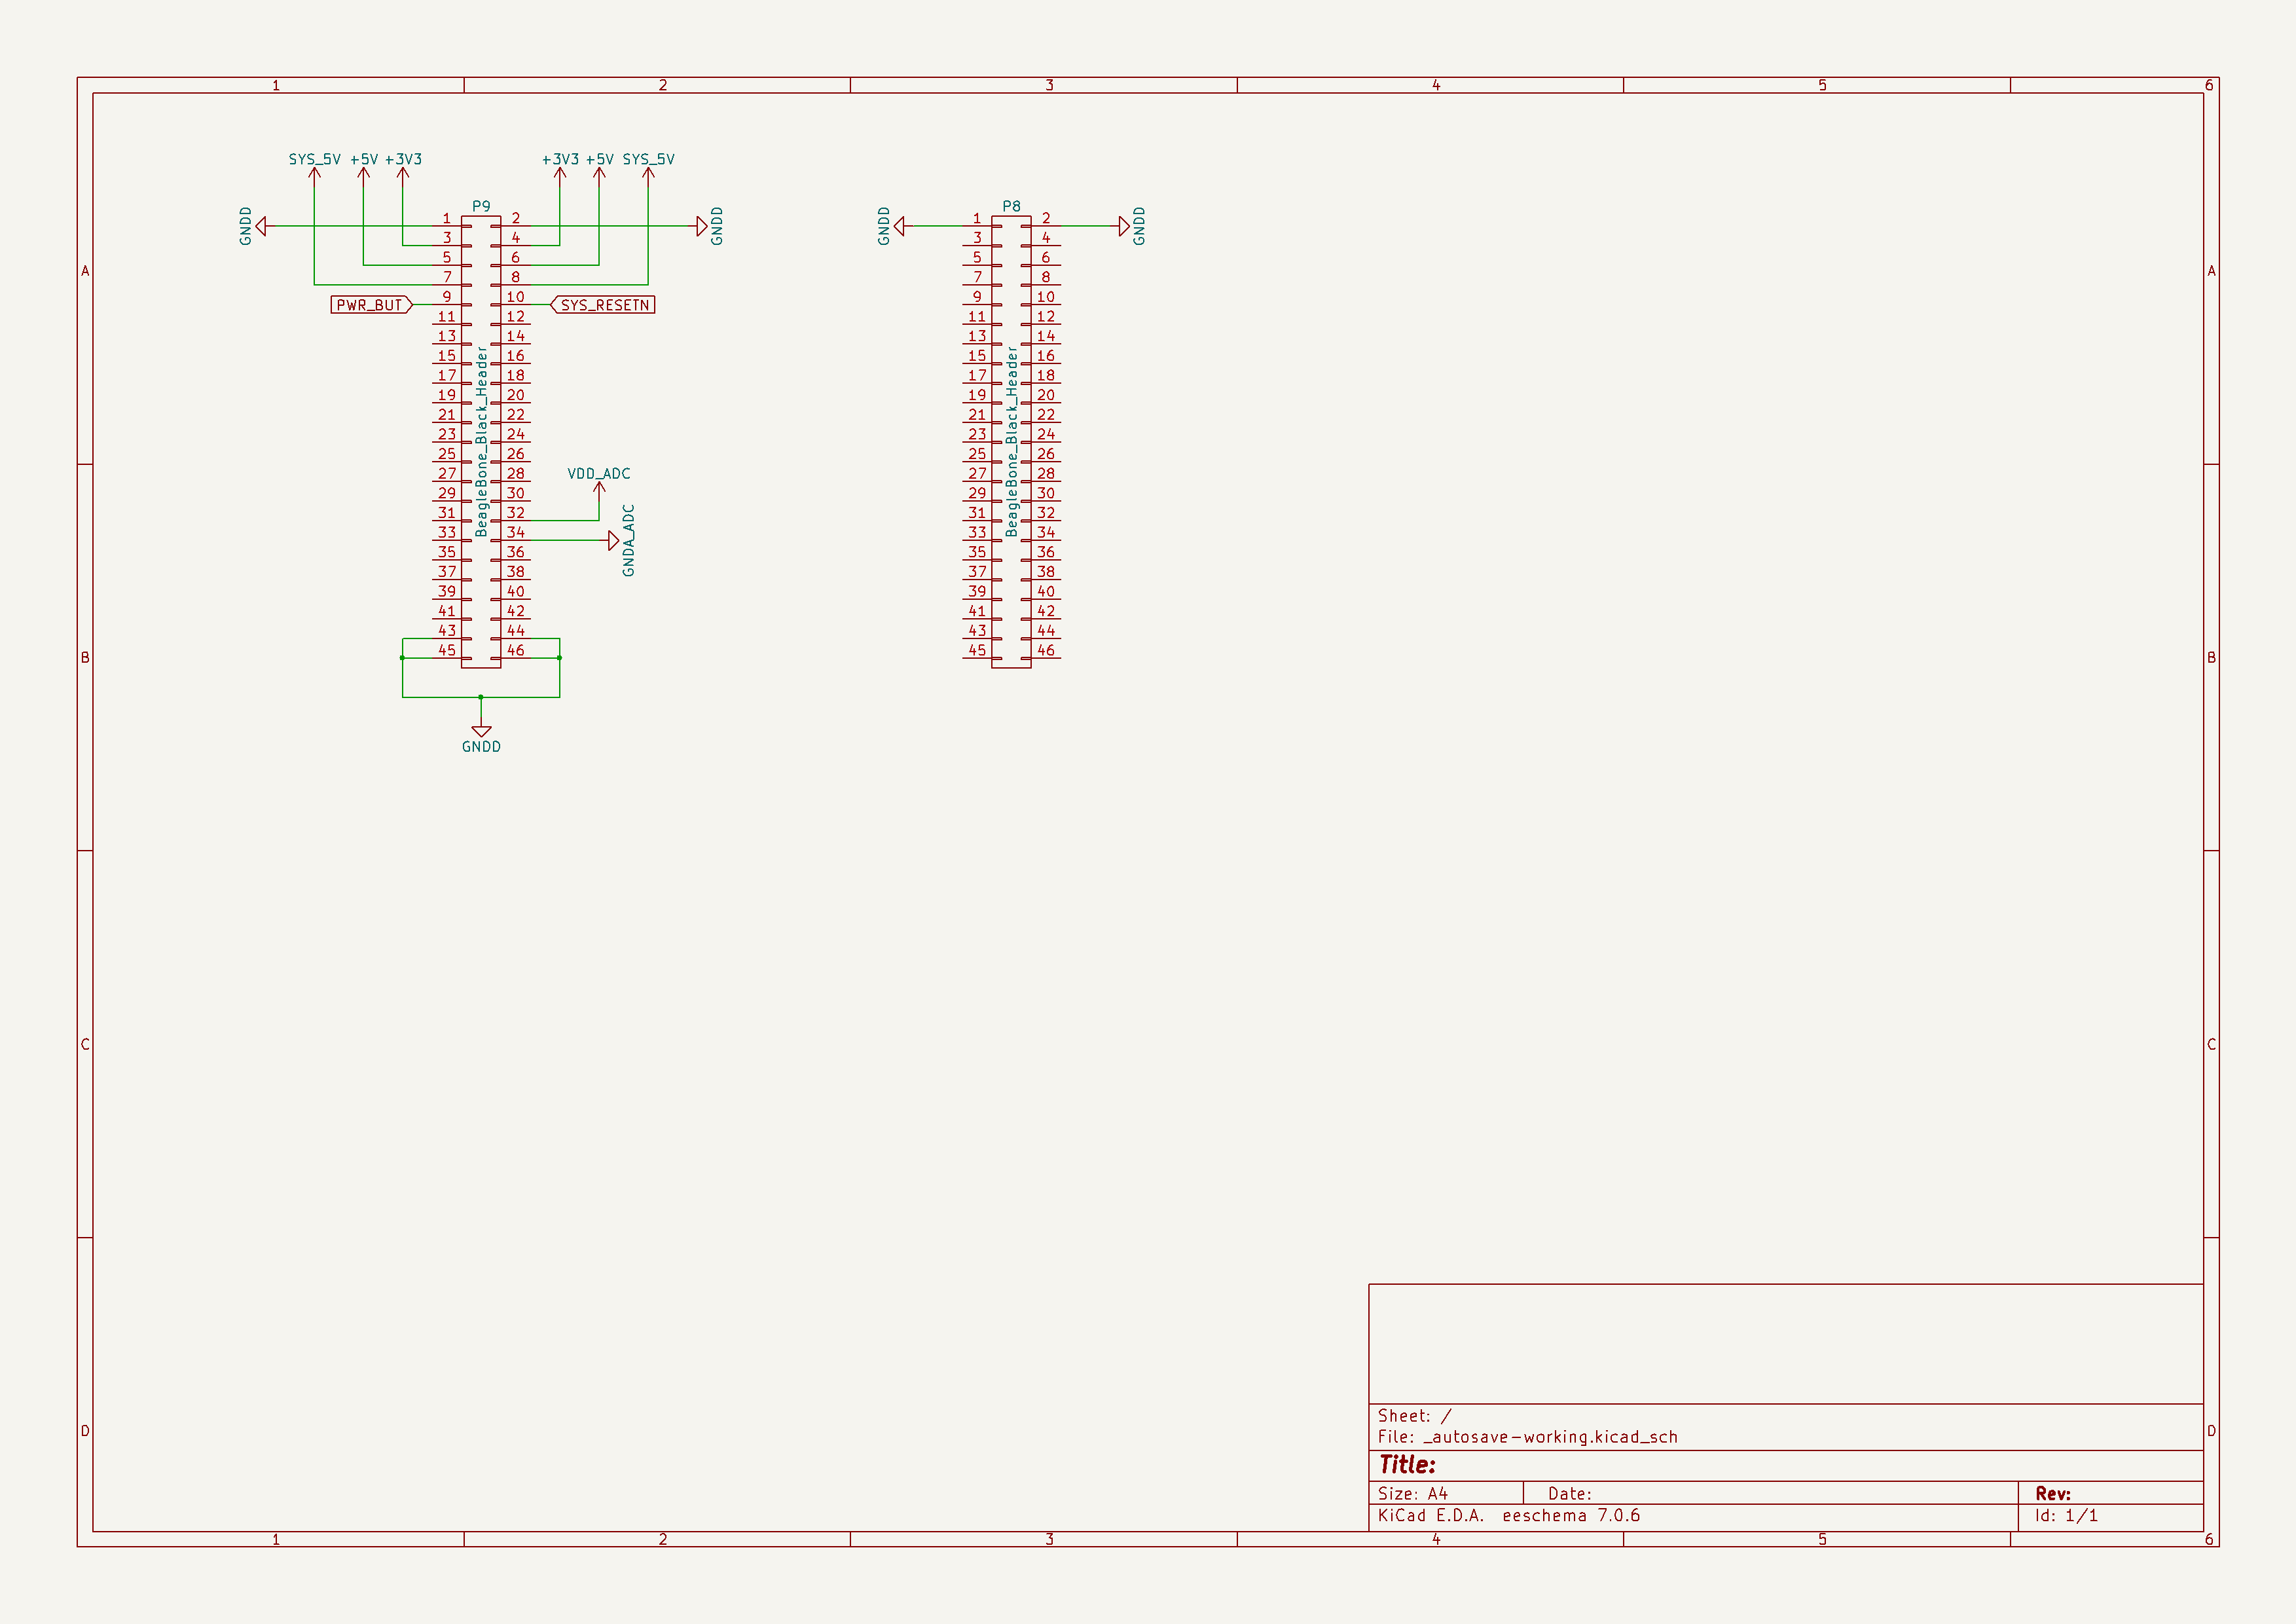 1 2 3 4 5 6
SYS_5V +5V +3V3 +3V3 +5V SYS_5V
GNDD P9 GNDD GNDD P8 GNDD
1 2 1 2
3 4 3 4
5 6 5 6
A A
7 8 7 8
PWR_BUT 9 10 SYS_RESETN 9 10
11 12 11 12
13 14 13 14
15 16 15 16
17 18 17 18
19 20 19 20
21 22 21 22
23 24 23 24
BeagleBone_Black_Header BeagleBone_Black_Header
25 26 25 26
VDD_ADC
27 28 27 28
29 30 29 30
31 32 31 32
33 34 33 34
GNDA_ADC
35 36 35 36
37 38 37 38
39 40 39 40
41 42 41 42
43 44 43 44
45 46 45 46
B B
GNDD
C C
Sheet: /
File: _autosave-working.kicad_sch
D D
Title:
Size: A4 Date: Rev:
KiCad E.D.A. eeschema 7.0.6 Id: 1/1
1 2 3 4 5 6